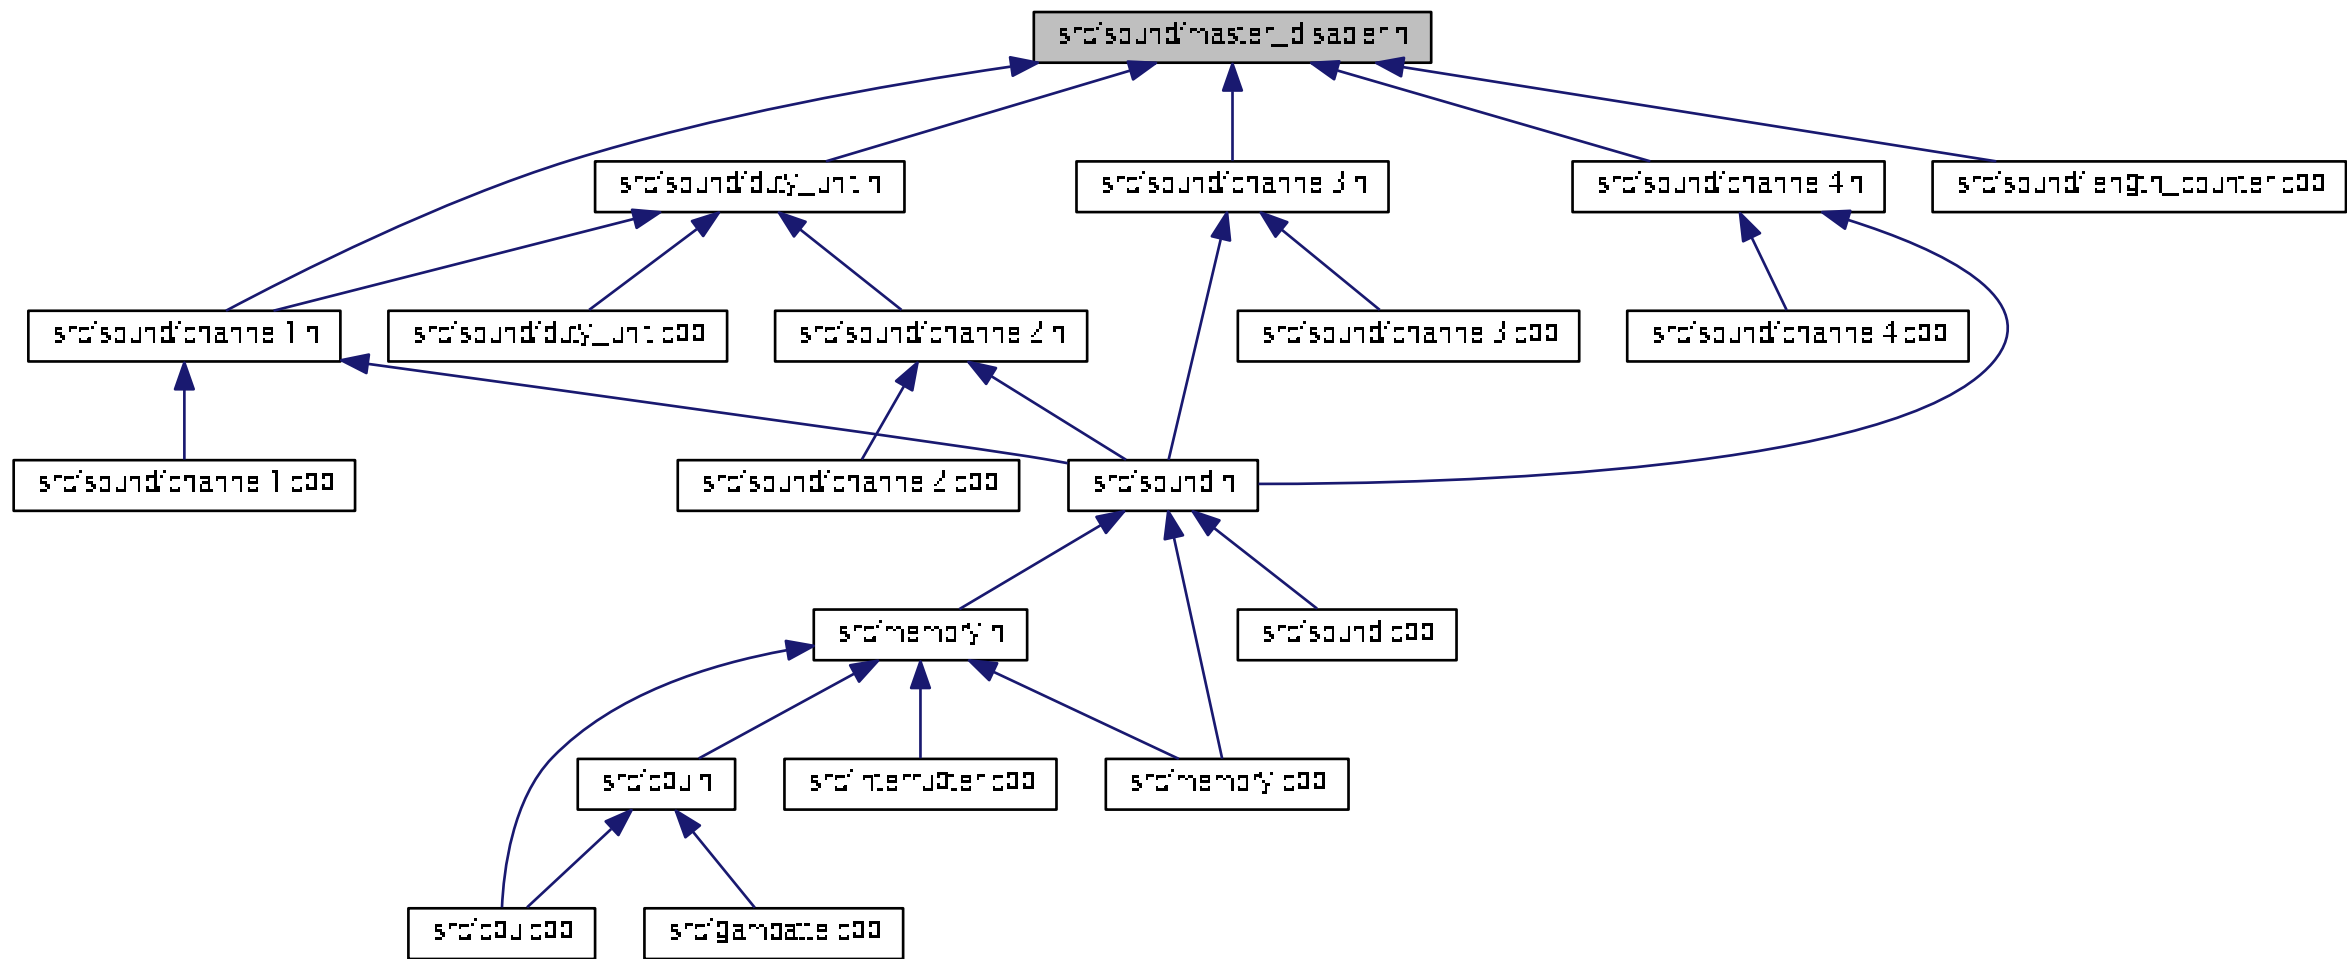 src/sound/master_disabler.h
src/sound/duty_unit.h
src/sound/channel3.h
src/sound/channel4.h
src/sound/length_counter.cpp
src/sound/channel1.h
src/sound/duty_unit.cpp
src/sound/channel2.h
src/sound/channel3.cpp
src/sound/channel4.cpp
src/sound/channel1.cpp
src/sound/channel2.cpp
src/sound.h
src/memory.h
src/sound.cpp
src/cpu.h
src/interrupter.cpp
src/memory.cpp
src/cpu.cpp
src/gambatte.cpp